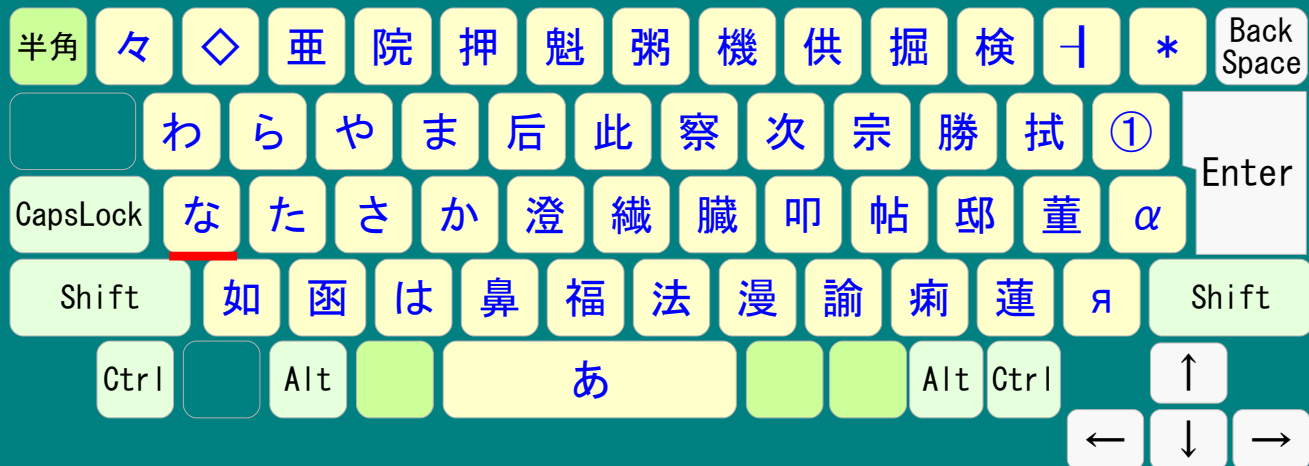 半角 々 ◇ 亜 院 押 魁 粥 機 供 掘 検 ┤ * Back Space
わ ら や ま 后 此 察 次 宗 勝 拭 ①
CapsLock な た さ か 澄 繊 臓 叩 帖 邸 董 α Enter
Shift 如 函 は 鼻 福 法 漫 諭 痢 蓮 я Shift
Ctrl Alt あ Alt Ctrl ↑
← ↓ →